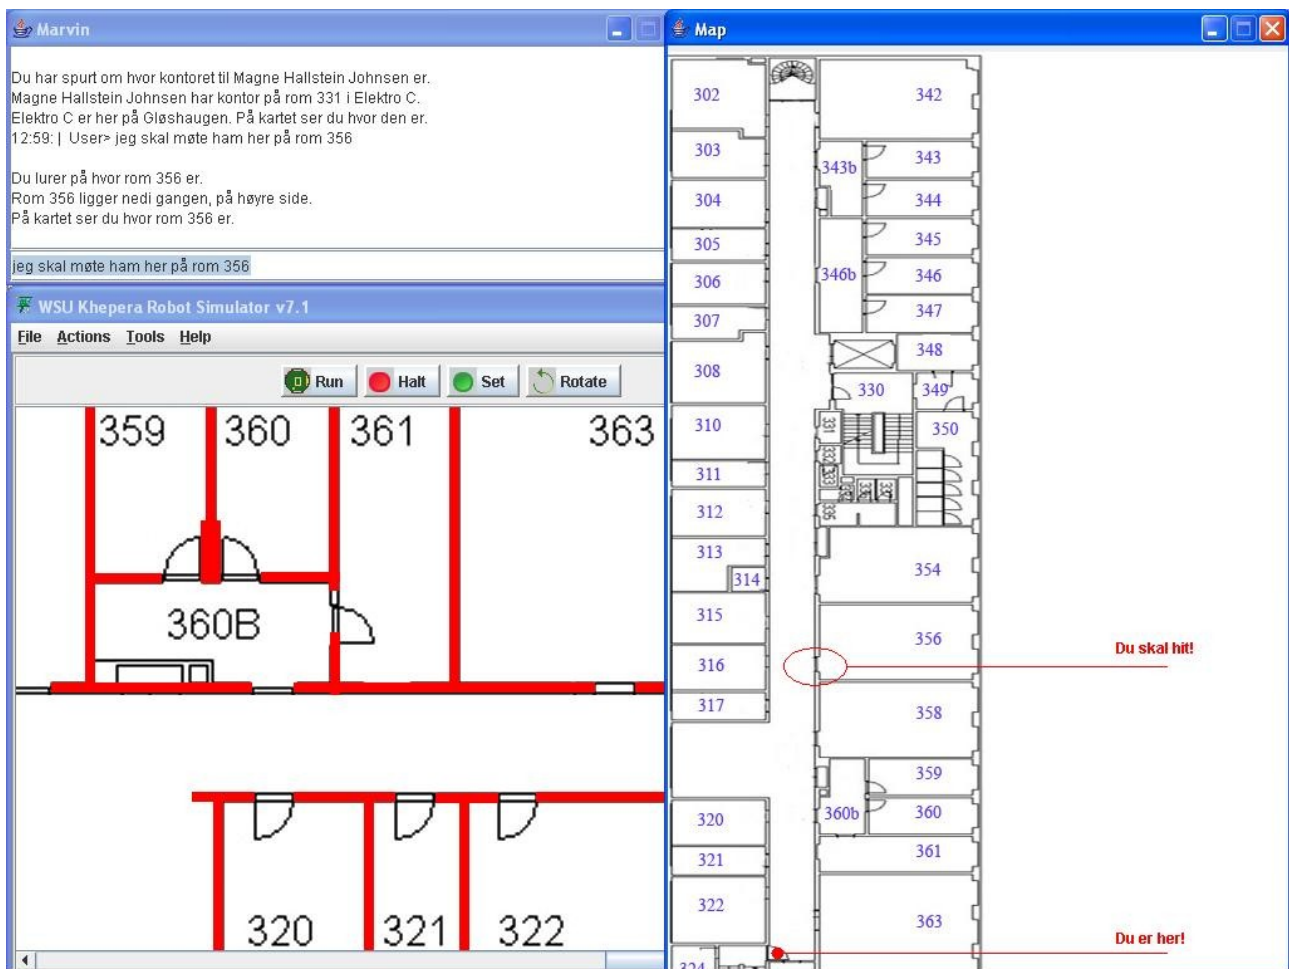 Marvin
Du har spurt om hvor kontoret til Magne Hallstein Johnsen er.
Magne Hallstein Johnsen har kontor på rom 331 i Elektro C.
Elektro C er her på Gløshaugen. På kartet ser du hvor den er.
12:59: | User> jeg skal møte ham her på rom 356
Du lurer på hvor rom 356 er.
Rom 356 ligger nedi gangen, på høyre side.
På kartet ser du hvor rom 356 er.
jeg skal møte ham her på rom 356
WSU Khepera Robot Simulator v7.1
File Actions Tools Help
Run Halt Set Rotate
359 360 361 363
360B
320 321 322
Map
302 342
303 343b 343
304 344
305 345
306 346b 346
307 347
348
308
330 349
310 331 350
332
311 333
312
335
313
314
354
315
356
Du skal hit!
316
317
358
359
320 360b 360
321 361
322
363
Du er her!
324